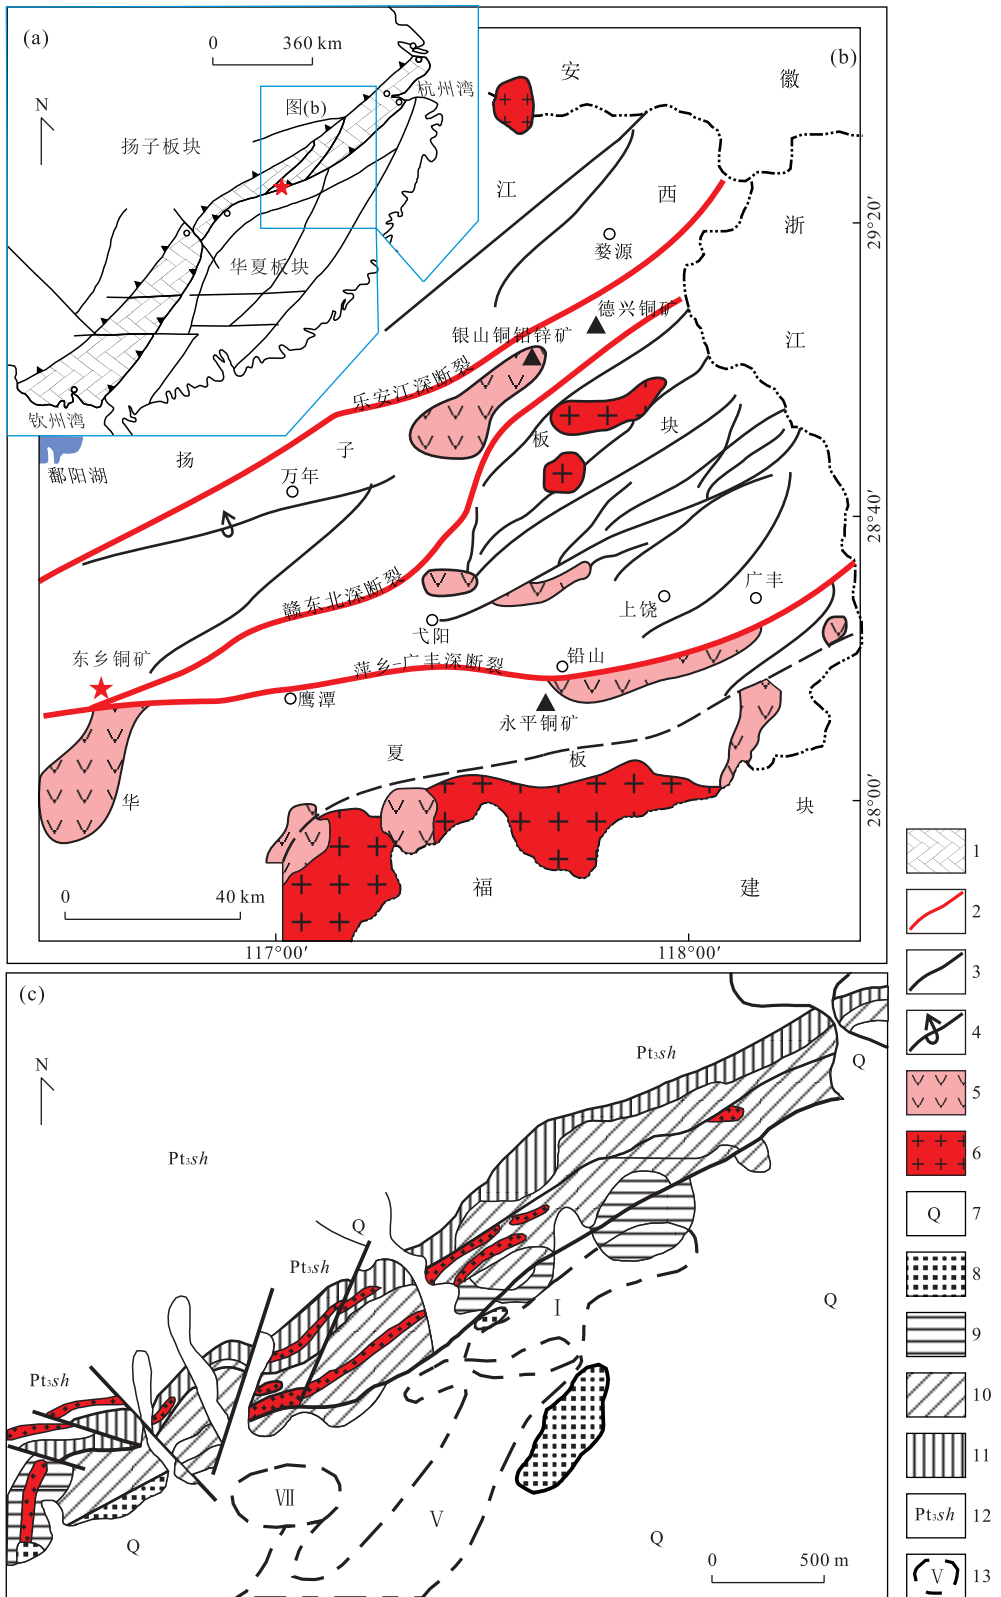 (a)
0 360 km
N
图(b)
杭州湾
扬子板块
华夏板块
钦州湾
(b)
安 徽
江 西
浙
江
29°20′
婺源
德兴铜矿
银山铜铅锌矿
乐安江深断裂
鄱阳湖
扬 子 板 块
万年
28°40′
赣东北深断裂
广丰
上饶
弋阳
东乡铜矿
萍乡-广丰深断裂
铅山
鹰潭
永平铜矿
华 夏 板 块
28°00′
福 建
0 40 km
117°00′ 118°00′
(c)
N
Pt₃sh
Q
Pt₃sh
Q
Pt₃sh
Q
Ⅰ
Pt₃sh
Ⅶ
Ⅴ
Q
Q
0 500 m
1
2
3
4
5
6
Q 7
8
9
10
11
Pt₃sh 12
Ⅴ 13